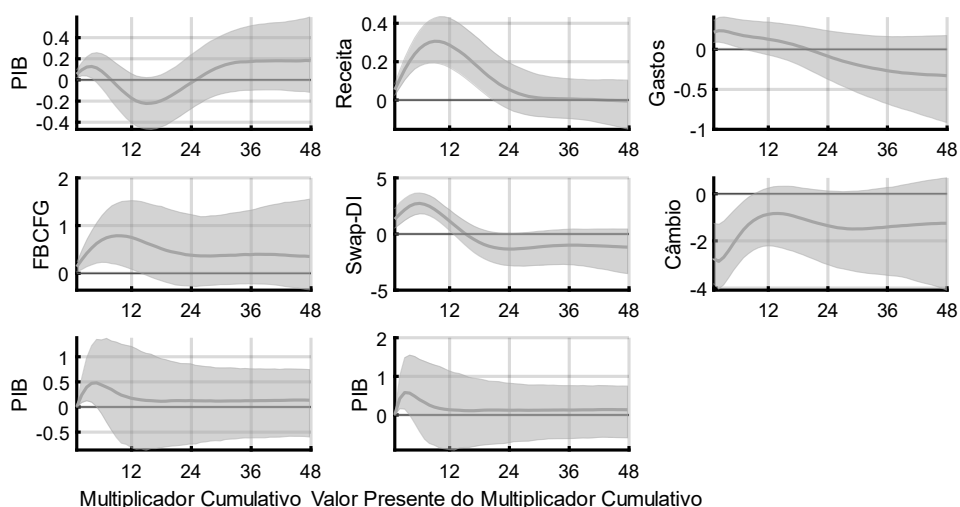 PIB
0.4
0.2
0
-0.2
-0.4
12 24 36 48
Receita
0.4
0.2
0
12 24 36 48
Gastos
0
-0.5
-1
12 24 36 48
FBCFG
2
1
0
12 24 36 48
Swap-DI
5
0
-5
12 24 36 48
Câmbio
0
-2
-4
12 24 36 48
PIB
1
0.5
0
-0.5
12 24 36 48
Multiplicador Cumulativo
PIB
2
1
0
12 24 36 48
Valor Presente do Multiplicador Cumulativo